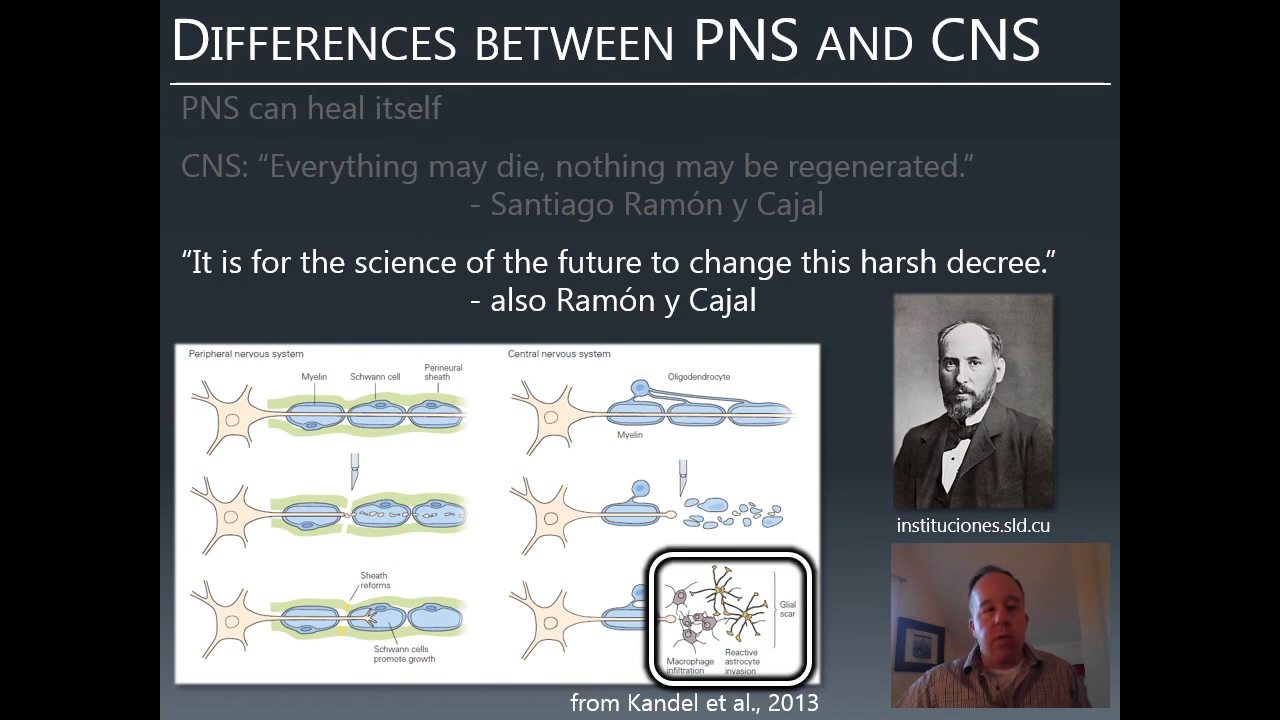 DIFFERENCES BETWEEN PNS AND CNS
PNS can heal itself
CNS: “Everything may die, nothing may be regenerated.”
- Santiago Ramón y Cajal
“It is for the science of the future to change this harsh decree.”
- also Ramón y Cajal
Peripheral nervous system
Myelin
Schwann cell
Perineural
sheath
Sheath
reforms
Schwann cells
promote growth
Central nervous system
Oligodendrocyte
Myelin
Glial
scar
Macrophage
infiltration
Reactive
astrocyte
invasion
instituciones.sld.cu
from Kandel et al., 2013